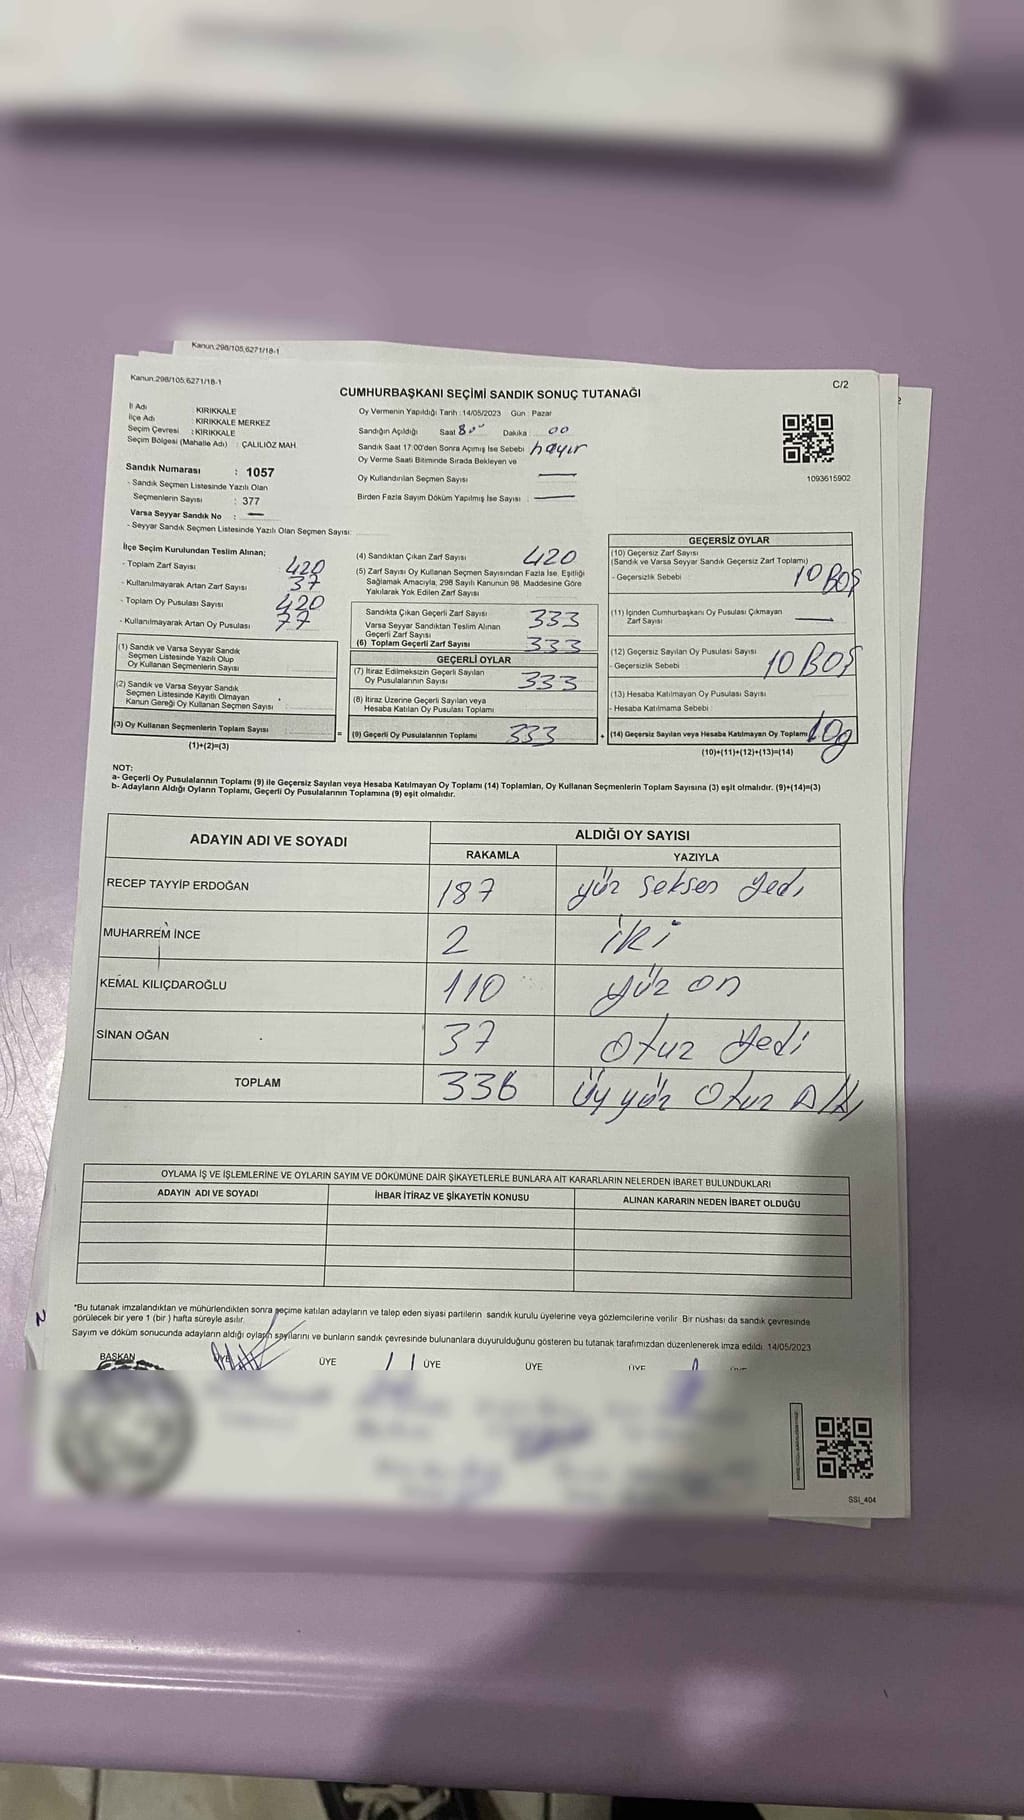 Kanun.298/105,6271/18-1
Kanun.298/105,6271/18-1
C/2
CUMHURBAŞKANI SEÇİMİ SANDIK SONUÇ TUTANAĞI
İl Adı KIRIKKALE
İlçe Adı : KIRIKKALE MERKEZ
Seçim Çevresi : KIRIKKALE
Seçim Bölgesi (Mahalle Adı) : ÇALILIÖZ MAH.
Sandık Numarası : 1057
- Sandık Seçmen Listesinde Yazılı Olan
Seçmenlerin Sayısı : 377
Varsa Seyyar Sandık No : —
- Seyyar Sandık Seçmen Listesinde Yazılı Olan Seçmen Sayısı:
Oy Vermenin Yapıldığı Tarih : 14/05/2023 Gün : Pazar
Sandığın Açıldığı Saat 8 Dakika : 00
Sandık Saat 17:00'den Sonra Açımış İse Sebebi hayır
Oy Verme Saati Bitiminde Sırada Bekleyen ve
Oy Kullandırılan Seçmen Sayısı —
Birden Fazla Sayım Döküm Yapılmış İse Sayısı : —
1093615902
İlçe Seçim Kurulundan Teslim Alınan;
- Toplam Zarf Sayısı 420
- Kullanılmayarak Artan Zarf Sayısı 37
- Toplam Oy Pusulası Sayısı 420
- Kullanılmayarak Artan Oy Pusulası 77
(1) Sandık ve Varsa Seyyar Sandık
Seçmen Listesinde Yazılı Olup
Oy Kullanan Seçmenlerin Sayısı
(2) Sandık ve Varsa Seyyar Sandık
Seçmen Listesinde Kayıtlı Olmayan
Kanun Gereği Oy Kullanan Seçmen Sayısı
(3) Oy Kullanan Seçmenlerin Toplam Sayısı
(1)+(2)=(3)
=
(4) Sandıktan Çıkan Zarf Sayısı 420
(5) Zarf Sayısı Oy Kullanan Seçmen Sayısından Fazla İse, Eşitliği
Sağlamak Amacıyla, 298 Sayılı Kanunun 98. Maddesine Göre
Yakılarak Yok Edilen Zarf Sayısı
Sandıkta Çıkan Geçerli Zarf Sayısı 333
Varsa Seyyar Sandıktan Teslim Alınan
Geçerli Zarf Sayısı
(6) Toplam Geçerli Zarf Sayısı 333
GEÇERLİ OYLAR
(7) İtiraz Edilmeksizin Geçerli Sayılan
Oy Pusulalarının Sayısı 333
(8) İtiraz Üzerine Geçerli Sayılan veya
Hesaba Katılan Oy Pusulası Toplamı
(9) Geçerli Oy Pusulalarının Toplamı 333
+
GEÇERSİZ OYLAR
(10) Geçersiz Zarf Sayısı
(Sandık ve Varsa Seyyar Sandık Geçersiz Zarf Toplamı)
- Geçersizlik Sebebi 10 BOŞ
(11) İçinden Cumhurbaşkanı Oy Pusulası Çıkmayan
Zarf Sayısı —
(12) Geçersiz Sayılan Oy Pusulası Sayısı
- Geçersizlik Sebebi 10 BOŞ
(13) Hesaba Katılmayan Oy Pusulası Sayısı
- Hesaba Katılmama Sebebi
(14) Geçersiz Sayılan veya Hesaba Katılmayan Oy Toplamı
(10)+(11)+(12)+(13)=(14)
NOT:
a- Geçerli Oy Pusulalarının Toplamı (9) ile Geçersiz Sayılan veya Hesaba Katılmayan Oy Toplamı (14) Toplamları, Oy Kullanan Seçmenlerin Toplam Sayısına (3) eşit olmalıdır. (9)+(14)=(3)
b- Adayların Aldığı Oyların Toplamı, Geçerli Oy Pusulalarının Toplamına (9) eşit olmalıdır.
ADAYIN ADI VE SOYADI
ALDIĞI OY SAYISI
RAKAMLA YAZIYLA
RECEP TAYYİP ERDOĞAN 187 yüz seksen yedi
MUHARREM İNCE 2 iki
KEMAL KILIÇDAROĞLU 110 yüz on
SİNAN OĞAN 37 Otuz Yedi
TOPLAM 336 Üy yüz Otuz Altı
OYLAMA İŞ VE İŞLEMLERİNE VE OYLARIN SAYIM VE DÖKÜMÜNE DAİR ŞİKAYETLERLE BUNLARA AİT KARARLARIN NELERDEN İBARET BULUNDUKLARI
ADAYIN ADI VE SOYADI İHBAR İTİRAZ VE ŞİKAYETİN KONUSU ALINAN KARARIN NEDEN İBARET OLDUĞU
*Bu tutanak imzalandıktan ve mühürlendikten sonra seçime katılan adayların ve talep eden siyasi partilerin sandık kurulu üyelerine veya gözlemcilerine verilir. Bir nüshası da sandık çevresinde
görülecek bir yere 1 (bir) hafta süreyle asılır.
Sayım ve döküm sonucunda adayların aldığı oyların sayılarını ve bunların sandık çevresinde bulunanlara duyurulduğunu gösteren bu tutanak tarafımızdan düzenlenerek imza edildi. 14/05/2023
BAŞKAN ÜYE ÜYE ÜYE ÜYE ÜYE
SSI_404